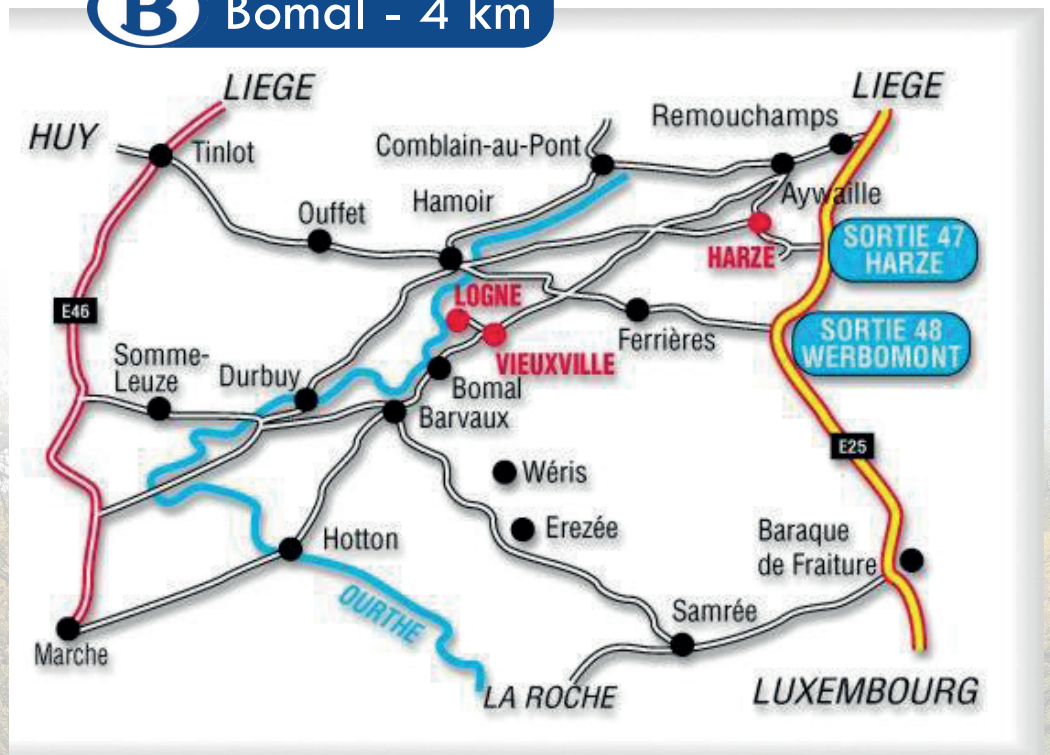 B Bomal - 4 km
LIEGE
LIEGE
HUY
Tinlot
Comblain-au-Pont
Remouchamps
Ouffet
Hamoir
Aywaille
HARZE
SORTIE 47
HARZE
LOGNE
E46
VIEUXVILLE
Ferrières
SORTIE 48
WERBOMONT
Somme-
Leuze
Durbuy
Bomal
Barvaux
E25
Wéris
Erezée
Hotton
Baraque
de Fraiture
OURTHE
Samrée
Marche
LA ROCHE
LUXEMBOURG